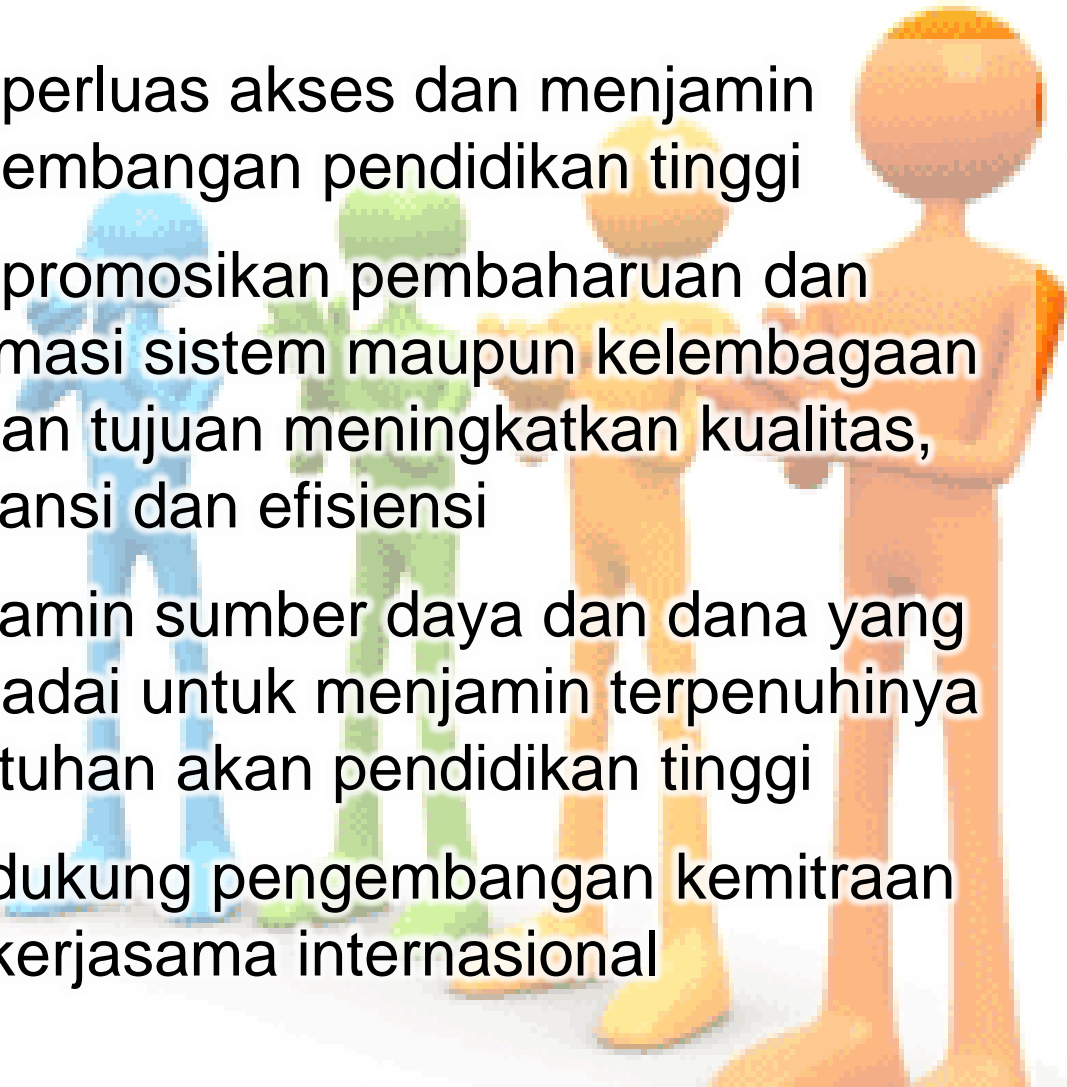 perluas akses dan menjamin
embangan pendidikan tinggi
promosikan pembaharuan dan
masi sistem maupun kelembagaan
an tujuan meningkatkan kualitas,
ansi dan efisiensi
amin sumber daya dan dana yang
adai untuk menjamin terpenuhinya
tuhan akan pendidikan tinggi
dukung pengembangan kemitraan
kerjasama internasional